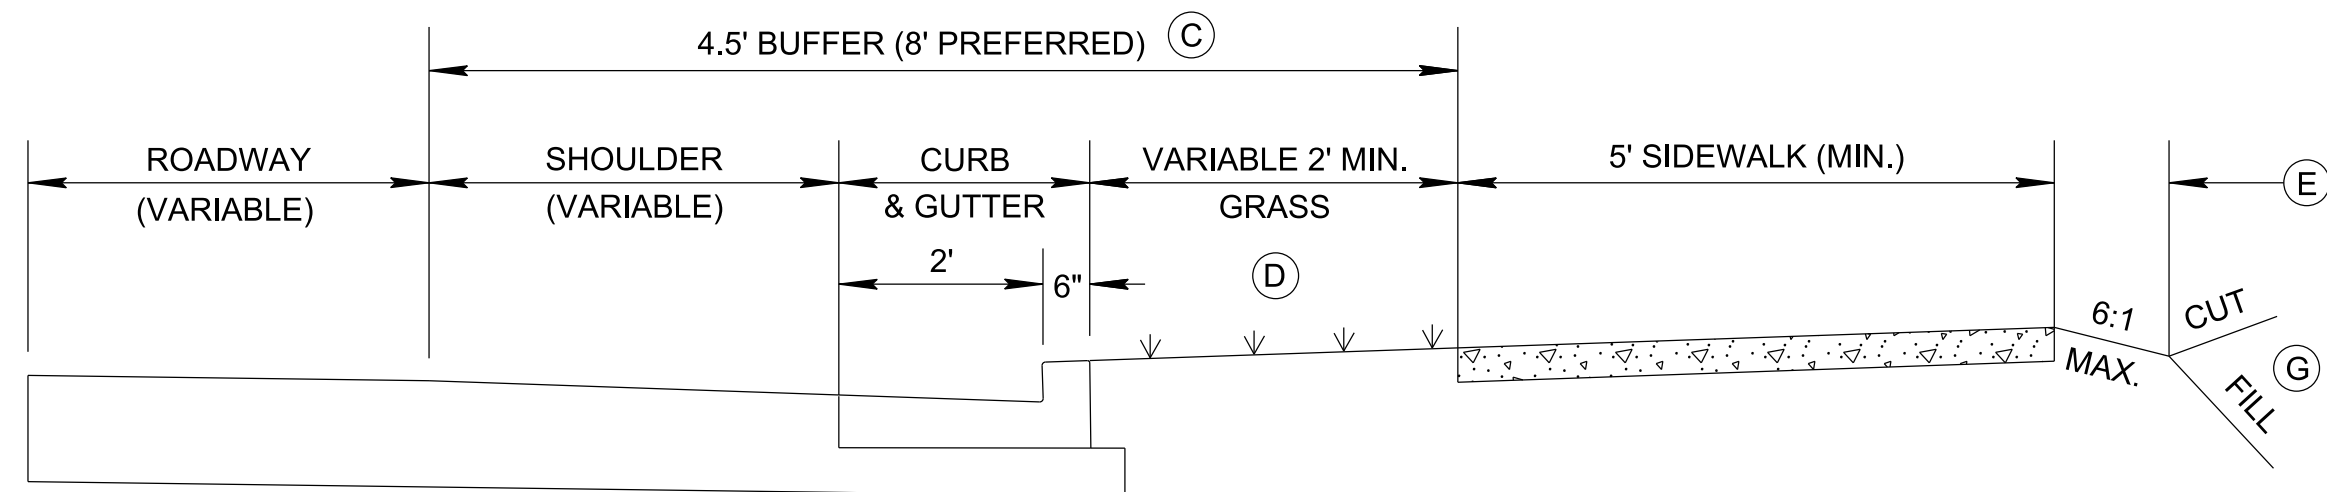 4.5' BUFFER (8' PREFERRED) C
ROADWAY
(VARIABLE)
SHOULDER
(VARIABLE)
CURB
& GUTTER
VARIABLE 2' MIN.
GRASS
5' SIDEWALK (MIN.)
E
2'
6"
D
6:1
MAX.
CUT
G
FILL